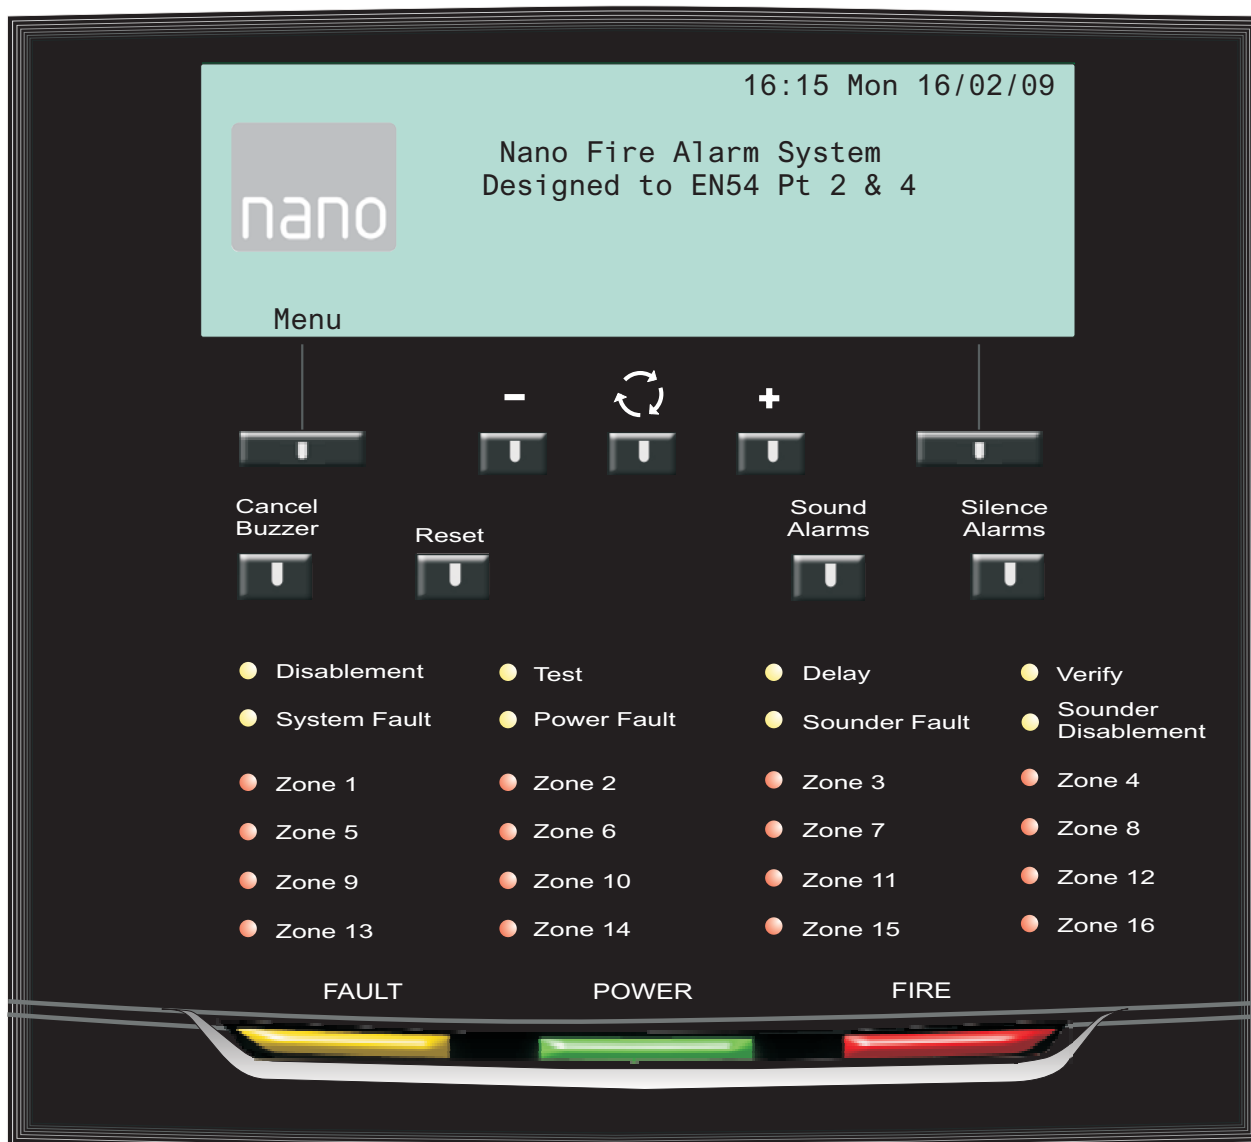 16:15 Mon 16/02/09
nano
Nano Fire Alarm System
Designed to EN54 Pt 2 & 4
Menu
- +
Cancel
Buzzer
Reset
Sound
Alarms
Silence
Alarms
Disablement Test Delay Verify
System Fault Power Fault Sounder Fault Sounder
Disablement
Zone 1 Zone 2 Zone 3 Zone 4
Zone 5 Zone 6 Zone 7 Zone 8
Zone 9 Zone 10 Zone 11 Zone 12
Zone 13 Zone 14 Zone 15 Zone 16
FAULT POWER FIRE